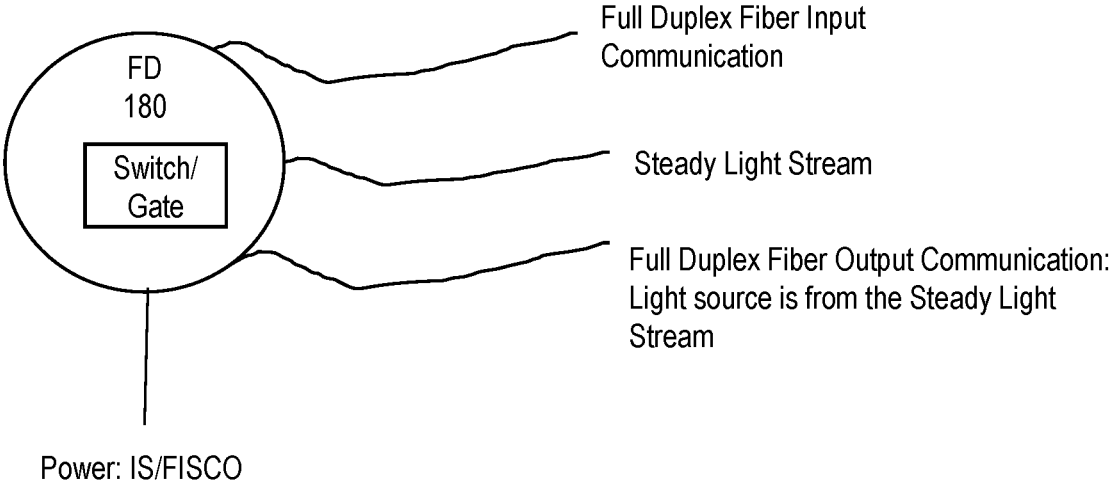 Full Duplex Fiber Input
Communication
FD
180
Switch/
Gate
Steady Light Stream
Full Duplex Fiber Output Communication:
Light source is from the Steady Light
Stream
Power: IS/FISCO